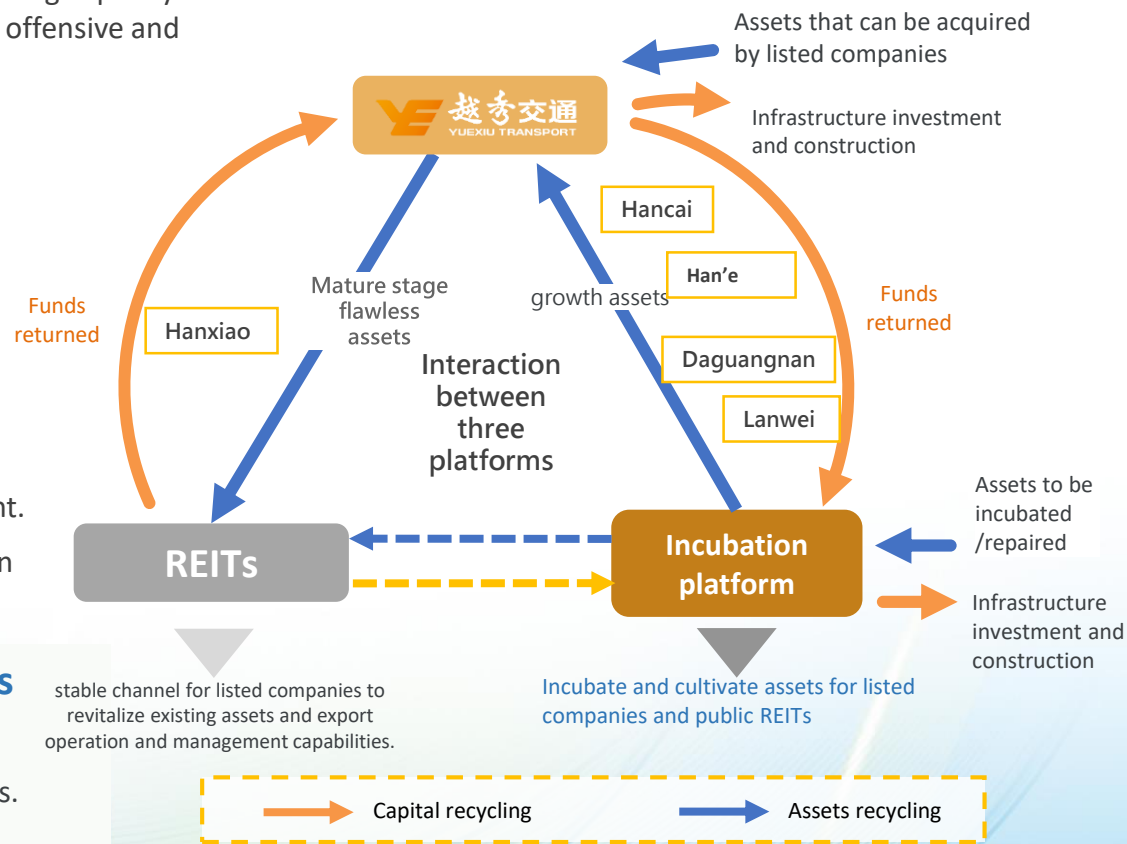 offensive and
Assets that can be acquired
by listed companies
越秀交通
YUEXIU TRANSPORT
Infrastructure investment
and construction
Hancai
Han'e
growth assets
Daguangnan
Lanwei
Funds
returned
Mature stage
flawless
assets
Funds
returned
Hanxiao
Interaction
between
three
platforms
REITs
Incubation
platform
Assets to be
incubated
/repaired
Infrastructure
investment and
construction
stable channel for listed companies to
revitalize existing assets and export
operation and management capabilities.
Incubate and cultivate assets for listed
companies and public REITs
Capital recycling
Assets recycling